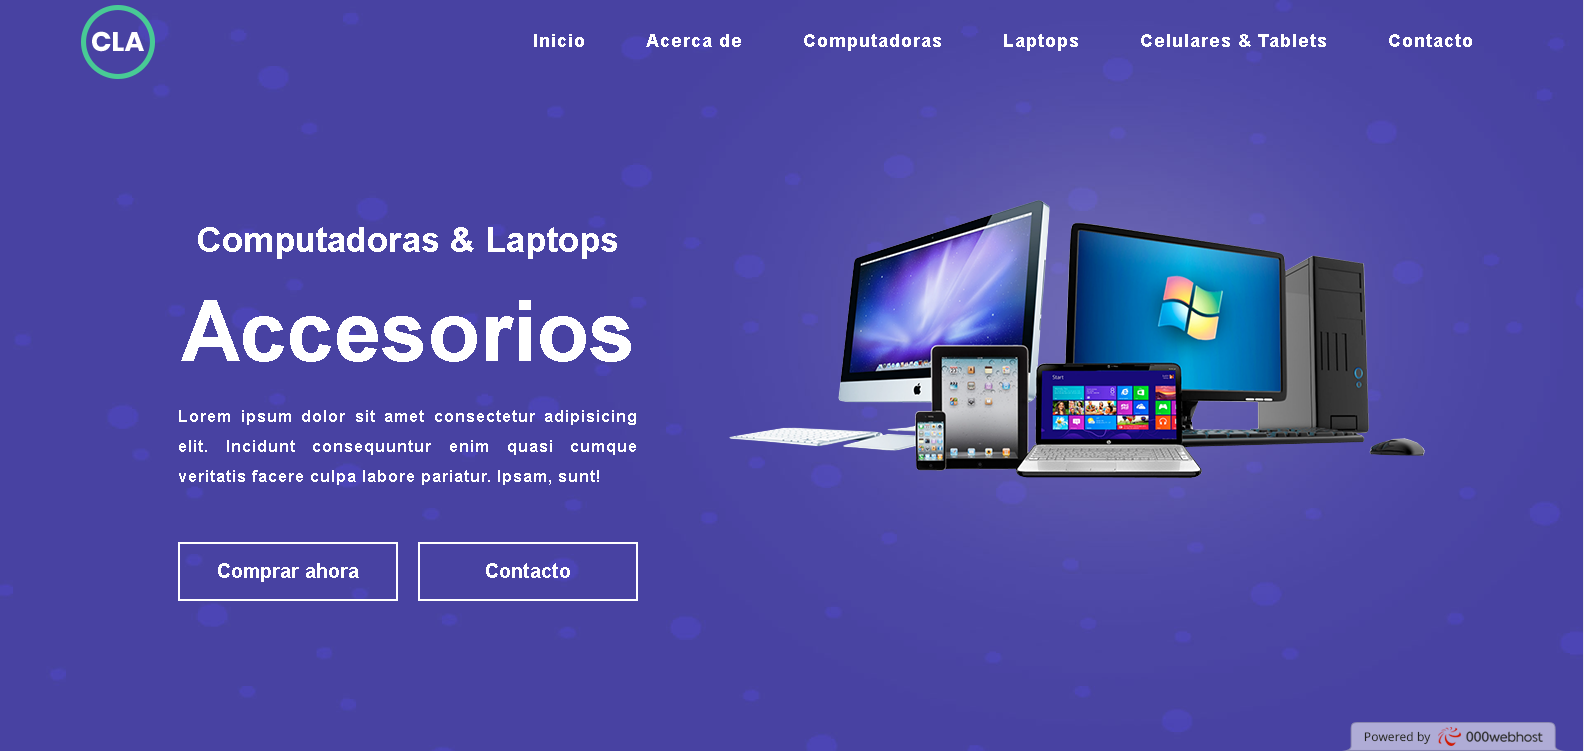 CLA
Inicio
Acerca de
Computadoras
Laptops
Celulares & Tablets
Contacto
Computadoras & Laptops
Accesorios
Lorem ipsum dolor sit amet consectetur adipisicing
elit. Incidunt consequuntur enim quasi cumque
veritatis facere culpa labore pariatur. Ipsam, sunt!
Comprar ahora
Contacto
Start
Powered by 000webhost